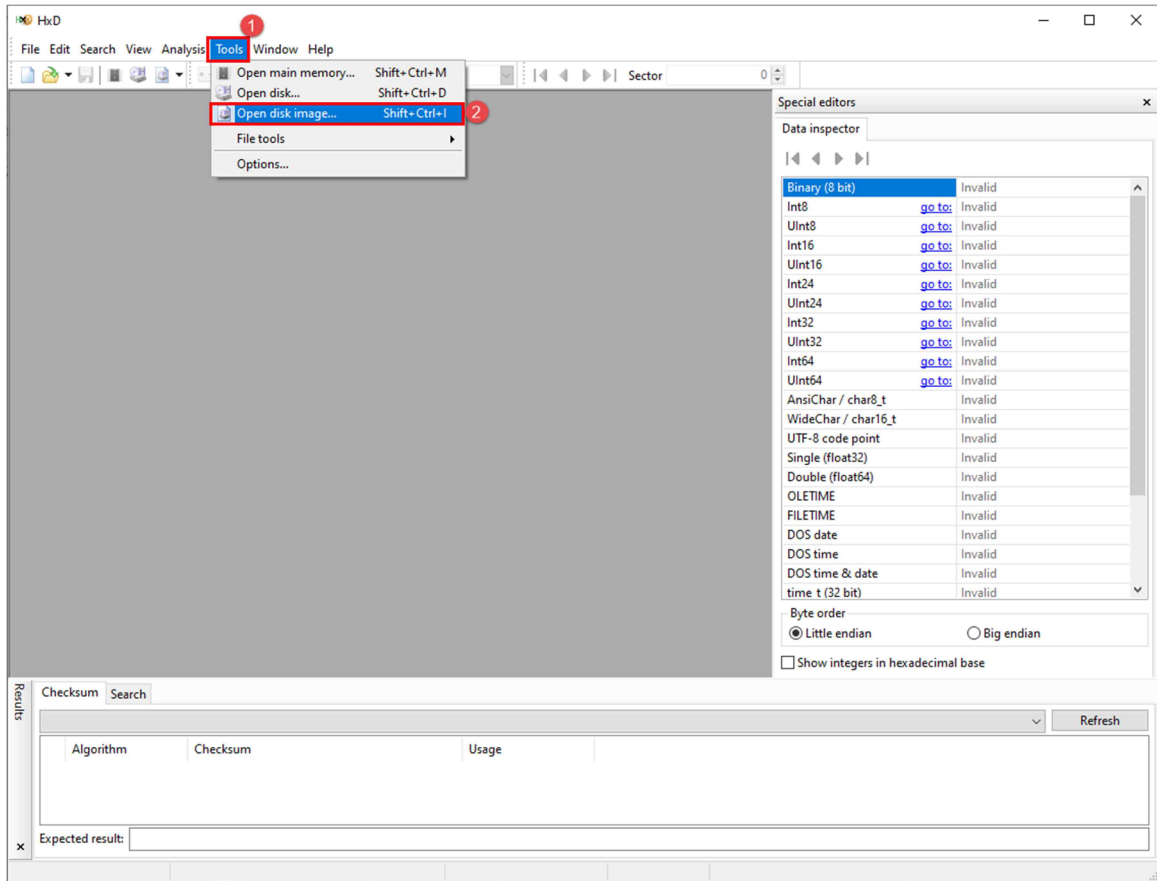 HxD HxD
1
File Edit Search View Analysis Tools Window Help
Open main memory... Shift+Ctrl+M
Sector 0
Open disk... Shift+Ctrl+D
Open disk image... Shift+Ctrl+I 2
File tools
Options...
Special editors
Data inspector
Binary (8 bit) Invalid
Int8 go to: Invalid
UInt8 go to: Invalid
Int16 go to: Invalid
UInt16 go to: Invalid
Int24 go to: Invalid
UInt24 go to: Invalid
Int32 go to: Invalid
UInt32 go to: Invalid
Int64 go to: Invalid
UInt64 go to: Invalid
AnsiChar / char8_t Invalid
WideChar / char16_t Invalid
UTF-8 code point Invalid
Single (float32) Invalid
Double (float64) Invalid
OLETIME Invalid
FILETIME Invalid
DOS date Invalid
DOS time Invalid
DOS time & date Invalid
time_t (32 bit) Invalid
Byte order
Little endian Big endian
Show integers in hexadecimal base
Results
Checksum Search
Refresh
Algorithm Checksum Usage
Expected result: